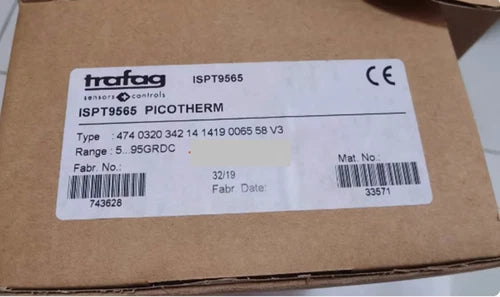 trafag
sensors controls
ISPT9565
CE
ISPT9565 PICOTHERM
Type : 474 0320 342 14 1419 0065 58 V3
Range : 5...95GRDC
Fabr. No.:
743628
32/19
Fabr Date:
Mat. No.:
33571